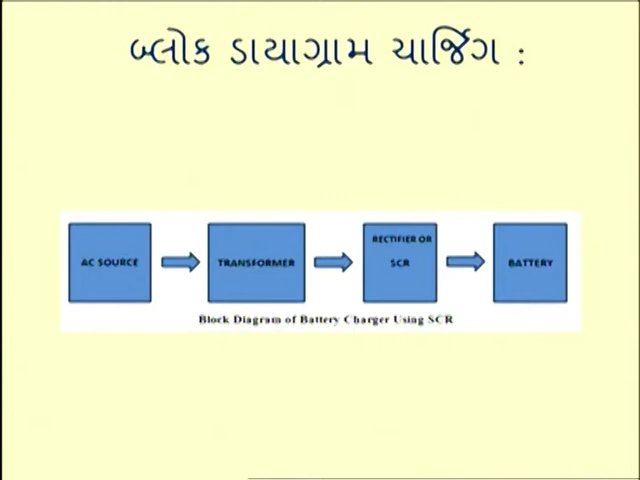 બ્લોક ડાયાગ્રામ ચાર્જિંગ :
AC SOURCE
TRANSFORMER
RECTIFIER OR
SCR
BATTERY
Block Diagram of Battery Charger Using SCR